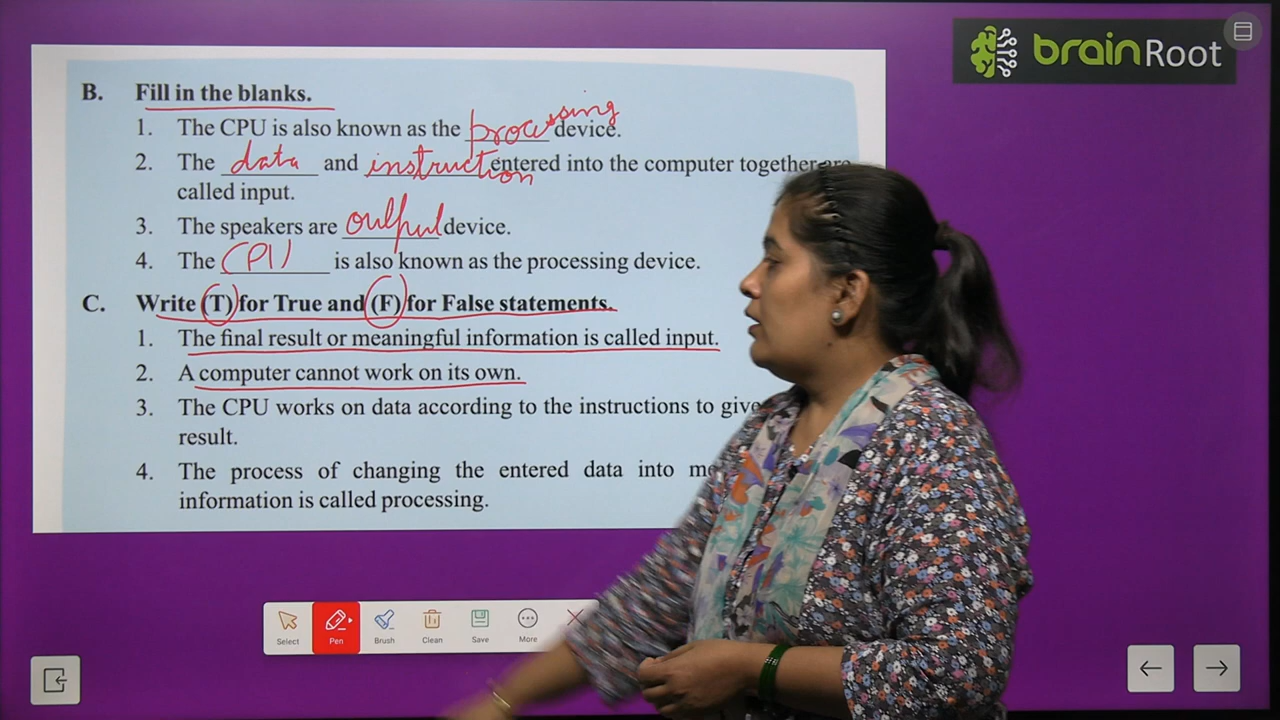 brainRoot
B. Fill in the blanks.
1. The CPU is also known as the processing device.
2. The data and instruction entered into the computer together are
called input.
3. The speakers are output device.
4. The CPU is also known as the processing device.
C. Write (T) for True and (F) for False statements.
1. The final result or meaningful information is called input.
2. A computer cannot work on its own.
3. The CPU works on data according to the instructions to give
result.
4. The process of changing the entered data into
information is called processing.
Select Pen Brush Clean Save More